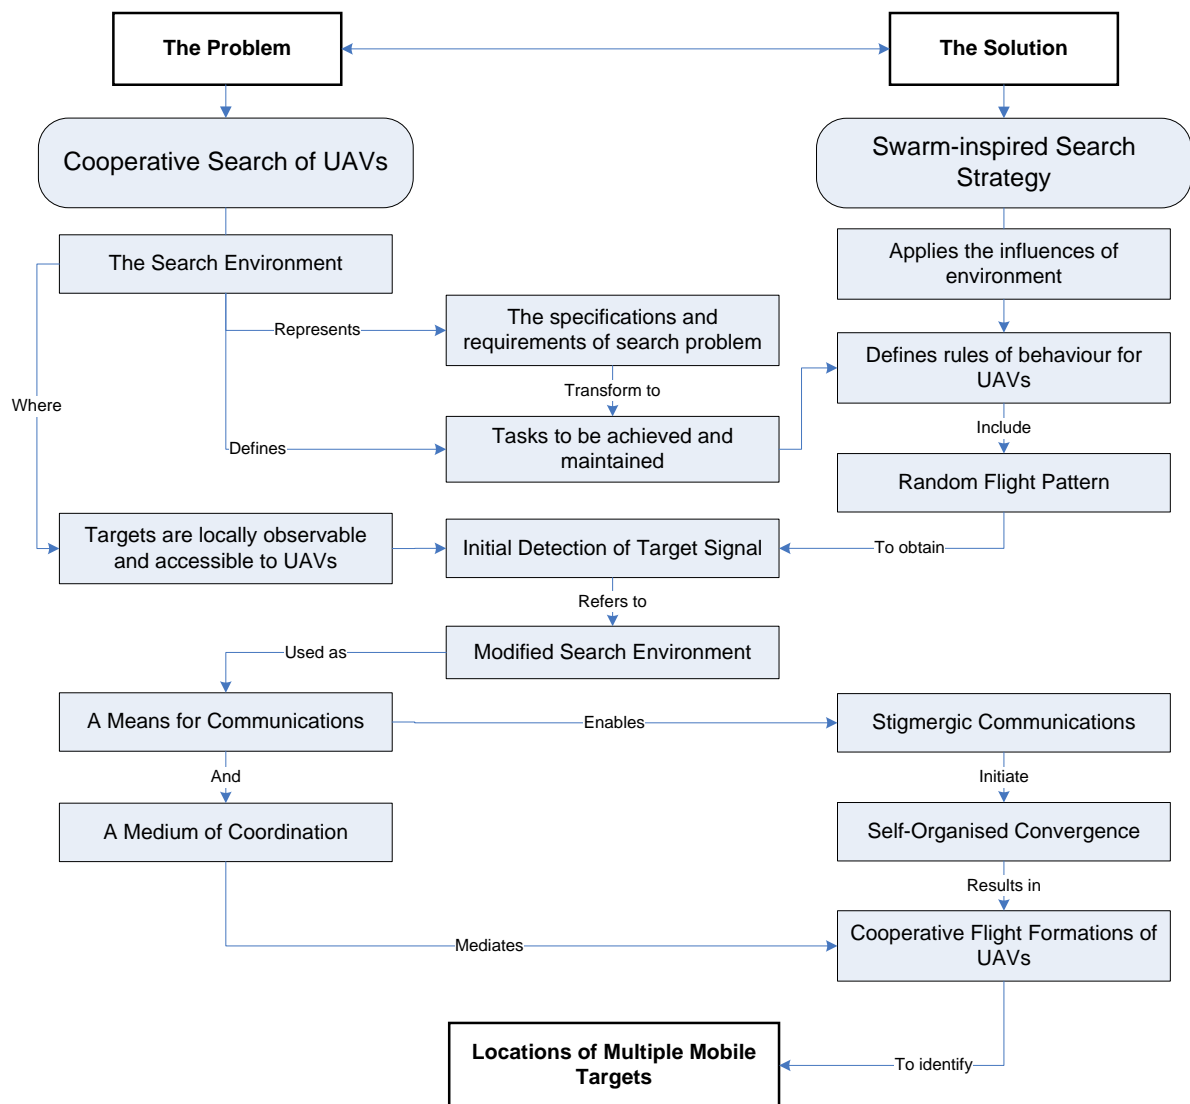 The Problem
The Solution
Cooperative Search of UAVs
Swarm-inspired Search
Strategy
The Search Environment
Applies the influences of
environment
Represents
The specifications and
requirements of search problem
Defines rules of behaviour for
UAVs
Where
Transform to
Defines
Tasks to be achieved and
maintained
Include
Random Flight Pattern
Targets are locally observable
and accessible to UAVs
Initial Detection of Target Signal
To obtain
Refers to
Used as
Modified Search Environment
A Means for Communications
Enables
Stigmergic Communications
And
Initiate
A Medium of Coordination
Self-Organised Convergence
Results in
Mediates
Cooperative Flight Formations of
UAVs
Locations of Multiple Mobile
Targets
To identify